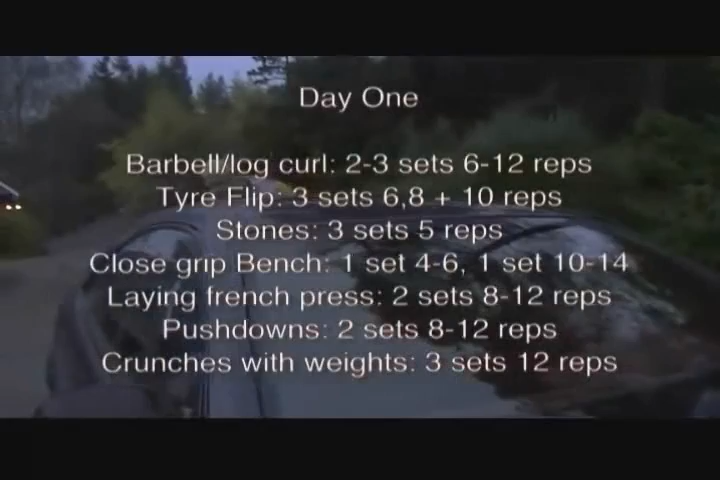 Day One
Barbell/log curl: 2-3 sets 6-12 reps
Tyre Flip: 3 sets 6,8 + 10 reps
Stones: 3 sets 5 reps
Close grip Bench: 1 set 4-6, 1 set 10-14
Laying french press: 2 sets 8-12 reps
Pushdowns: 2 sets 8-12 reps
Crunches with weights: 3 sets 12 reps